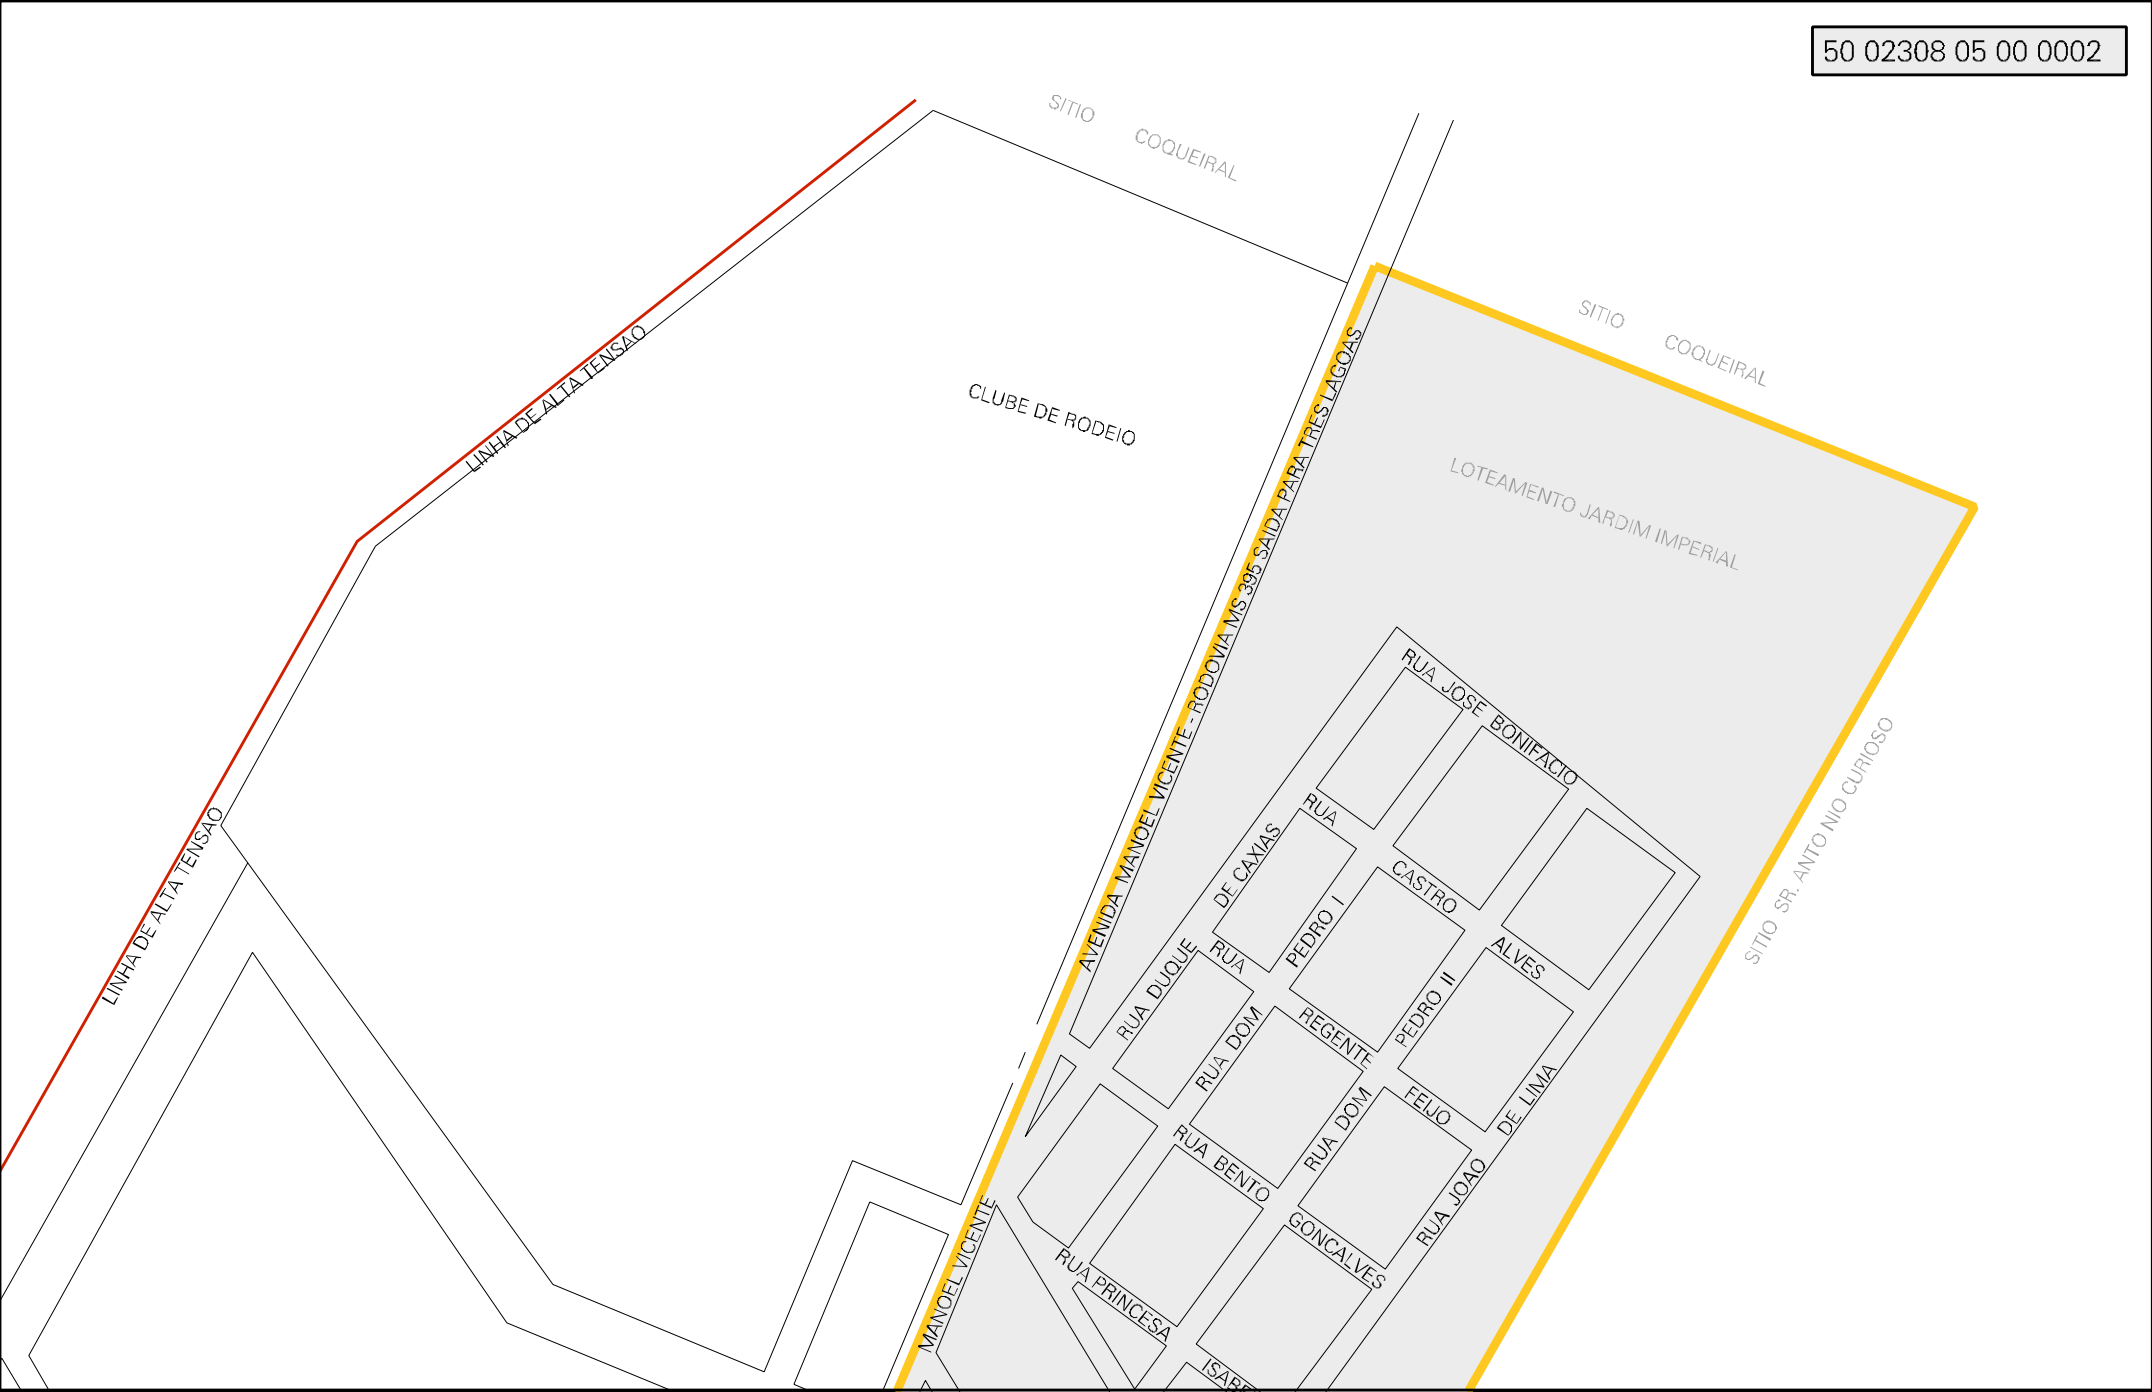 50 02308 05 00 0002
SITIO COQUEIRAL
SITIO COQUEIRAL
LINHA DE ALTA TENSAO
CLUBE DE RODEIO
LOTEAMENTO JARDIM IMPERIAL
AVENIDA MANOEL VICENTE - RODOVIA MS 395 SAIDA PARA TRES LAGOAS
RUA JOSE BONIFACIO
SITIO SR. ANTO NIO CURIOSO
LINHA DE ALTA TENSAO
RUA CASTRO ALVES
RUA DUQUE DE CAXIAS
RUA DOM PEDRO I
RUA REGENTE FEIJO
RUA DOM PEDRO II
RUA JOAO DE LIMA
RUA BENTO GONCALVES
MANOEL VICENTE
RUA PRINCESA